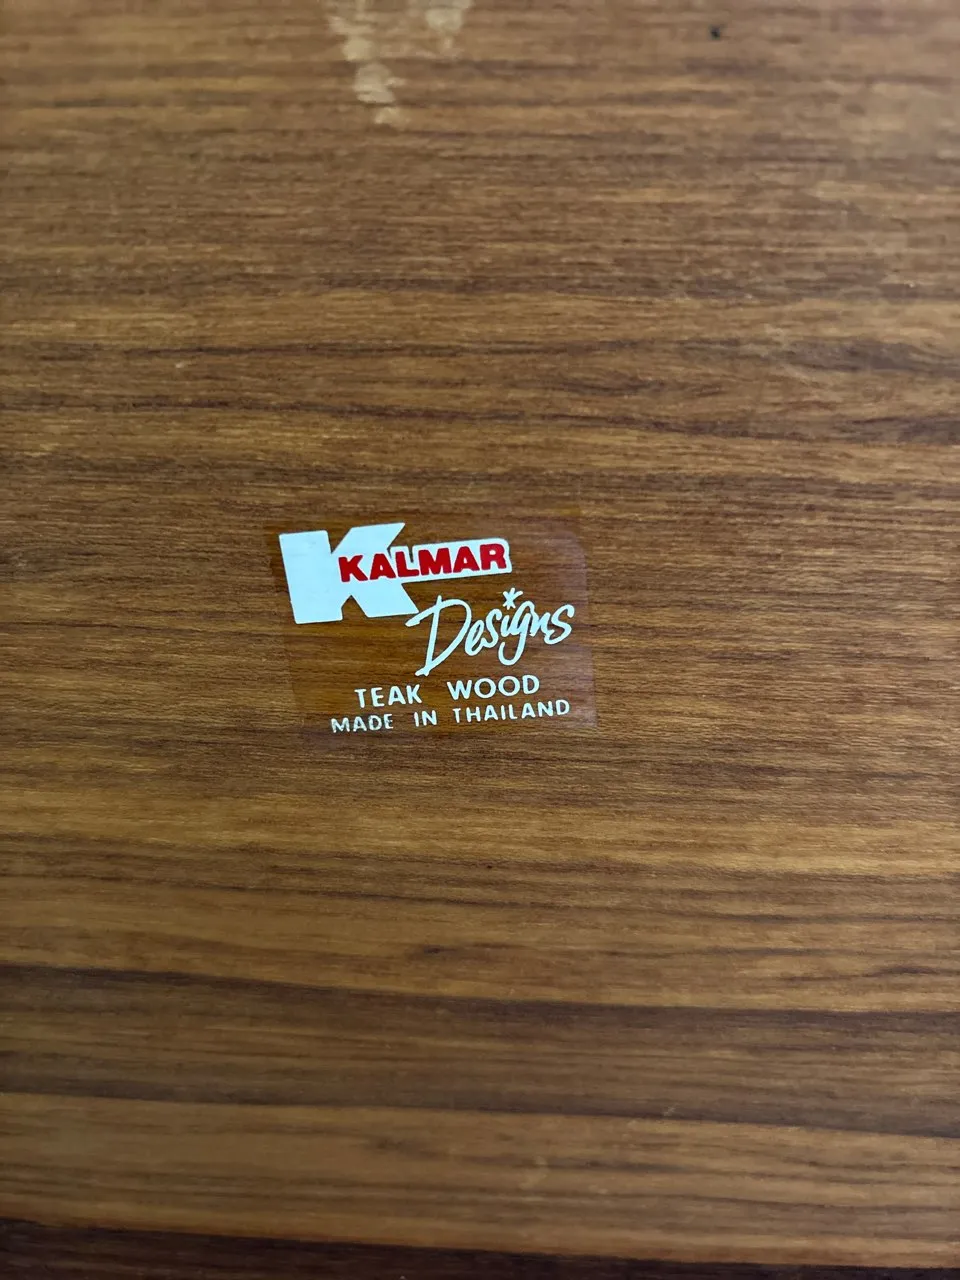 K KALMAR
Designs
TEAK WOOD
MADE IN THAILAND